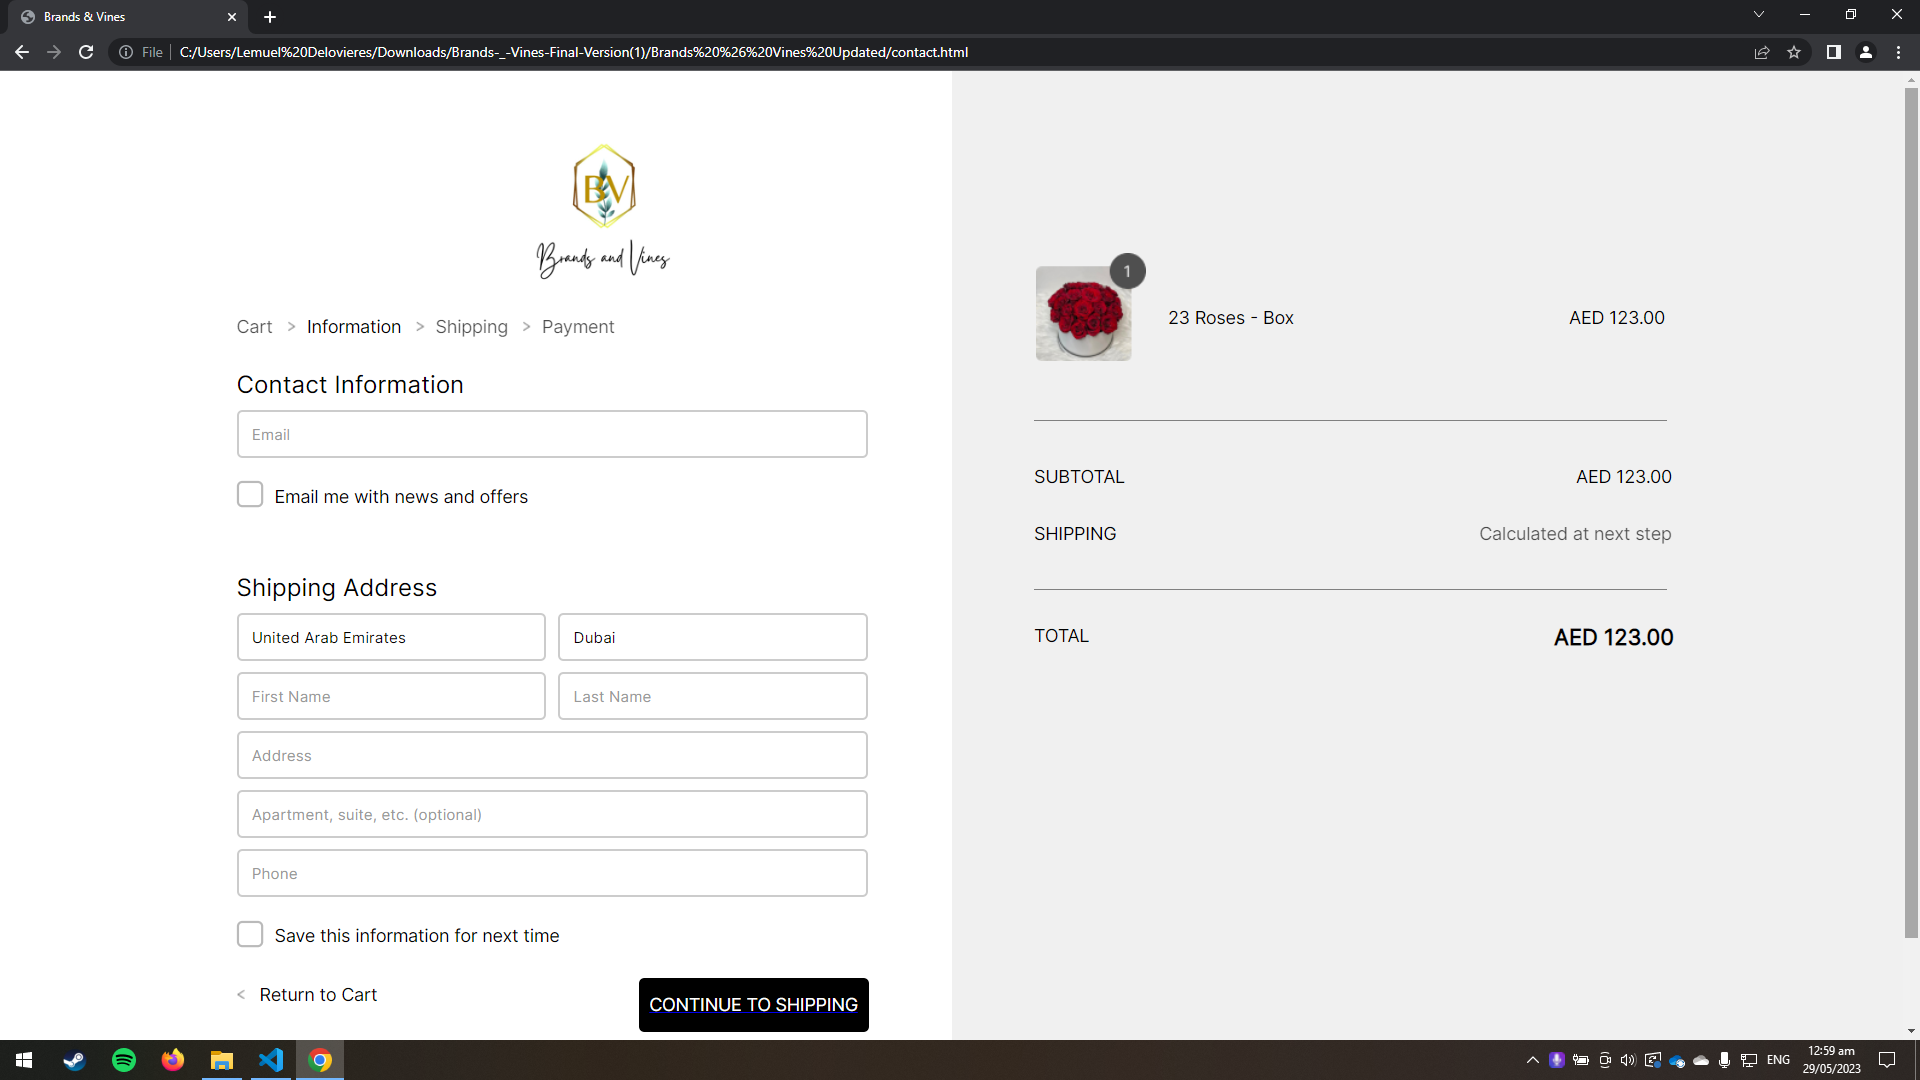 Brands & Vines
File
C:/Users/Lemuel%20Delovieres/Downloads/Brands-_-Vines-Final-Version(1)/Brands%20%26%20Vines%20Updated/contact.html
BV
Brands and Vines
Cart > Information > Shipping > Payment
Contact Information
Email
Email me with news and offers
Shipping Address
United Arab Emirates
Dubai
First Name
Last Name
Address
Apartment, suite, etc. (optional)
Phone
Save this information for next time
< Return to Cart
CONTINUE TO SHIPPING
1
23 Roses - Box
AED 123.00
SUBTOTAL
AED 123.00
SHIPPING
Calculated at next step
TOTAL
AED 123.00
ENG
12:59 am
29/05/2023